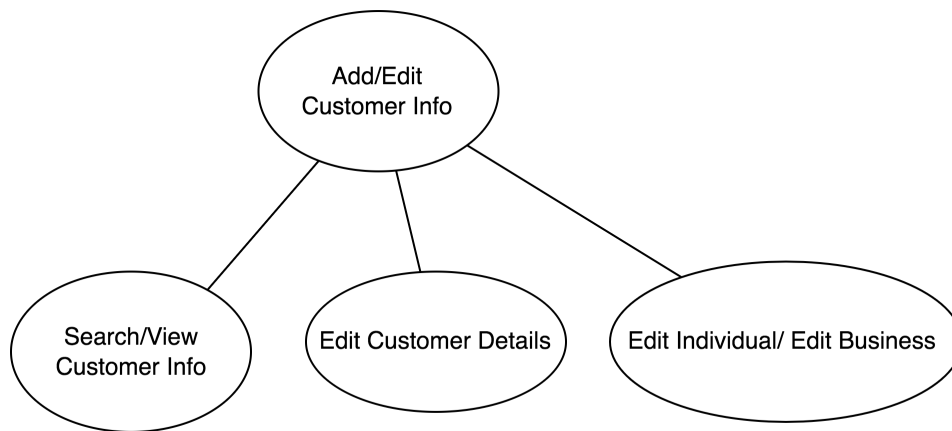 Add/Edit
Customer Info
Search/View
Customer Info
Edit Customer Details
Edit Individual/ Edit Business